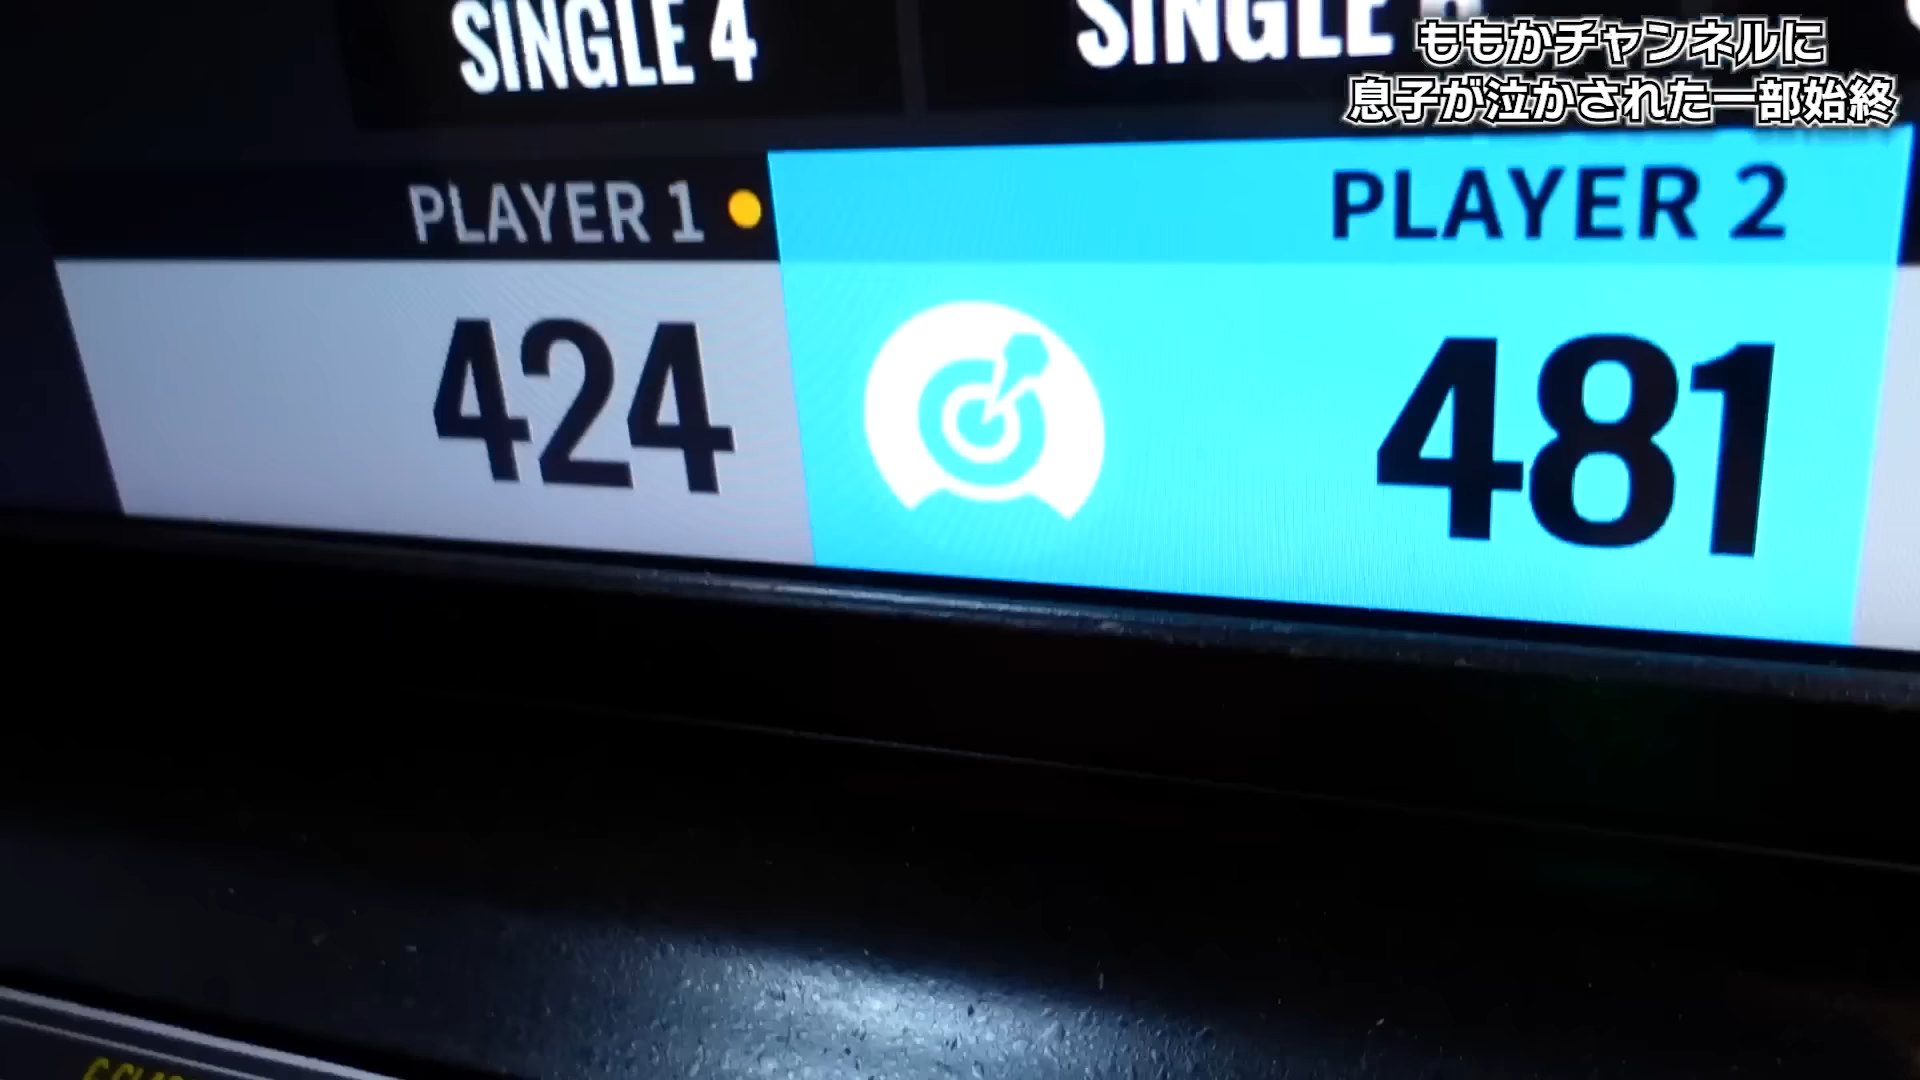 SINGLE 4
SINGLE
ももかチャンネルに
息子が泣かされた一部始終
PLAYER 1
PLAYER 2
424
481